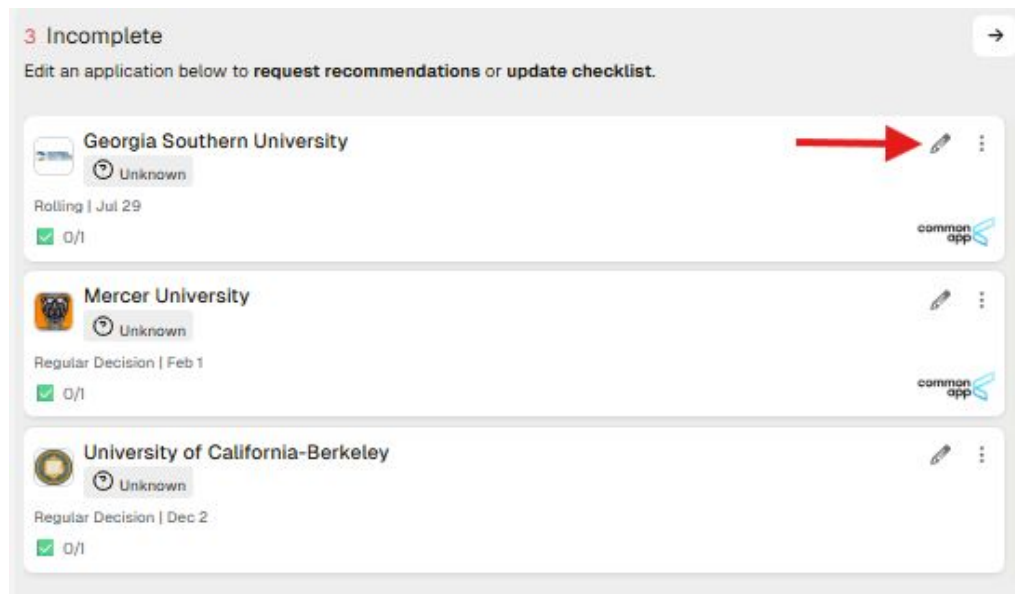 3 Incomplete
Edit an application below to request recommendations or update checklist.
Georgia Southern University
Unknown
Rolling | Jul 29
0/1
common app
Mercer University
Unknown
Regular Decision | Feb 1
0/1
common app
University of California-Berkeley
Unknown
Regular Decision | Dec 2
0/1